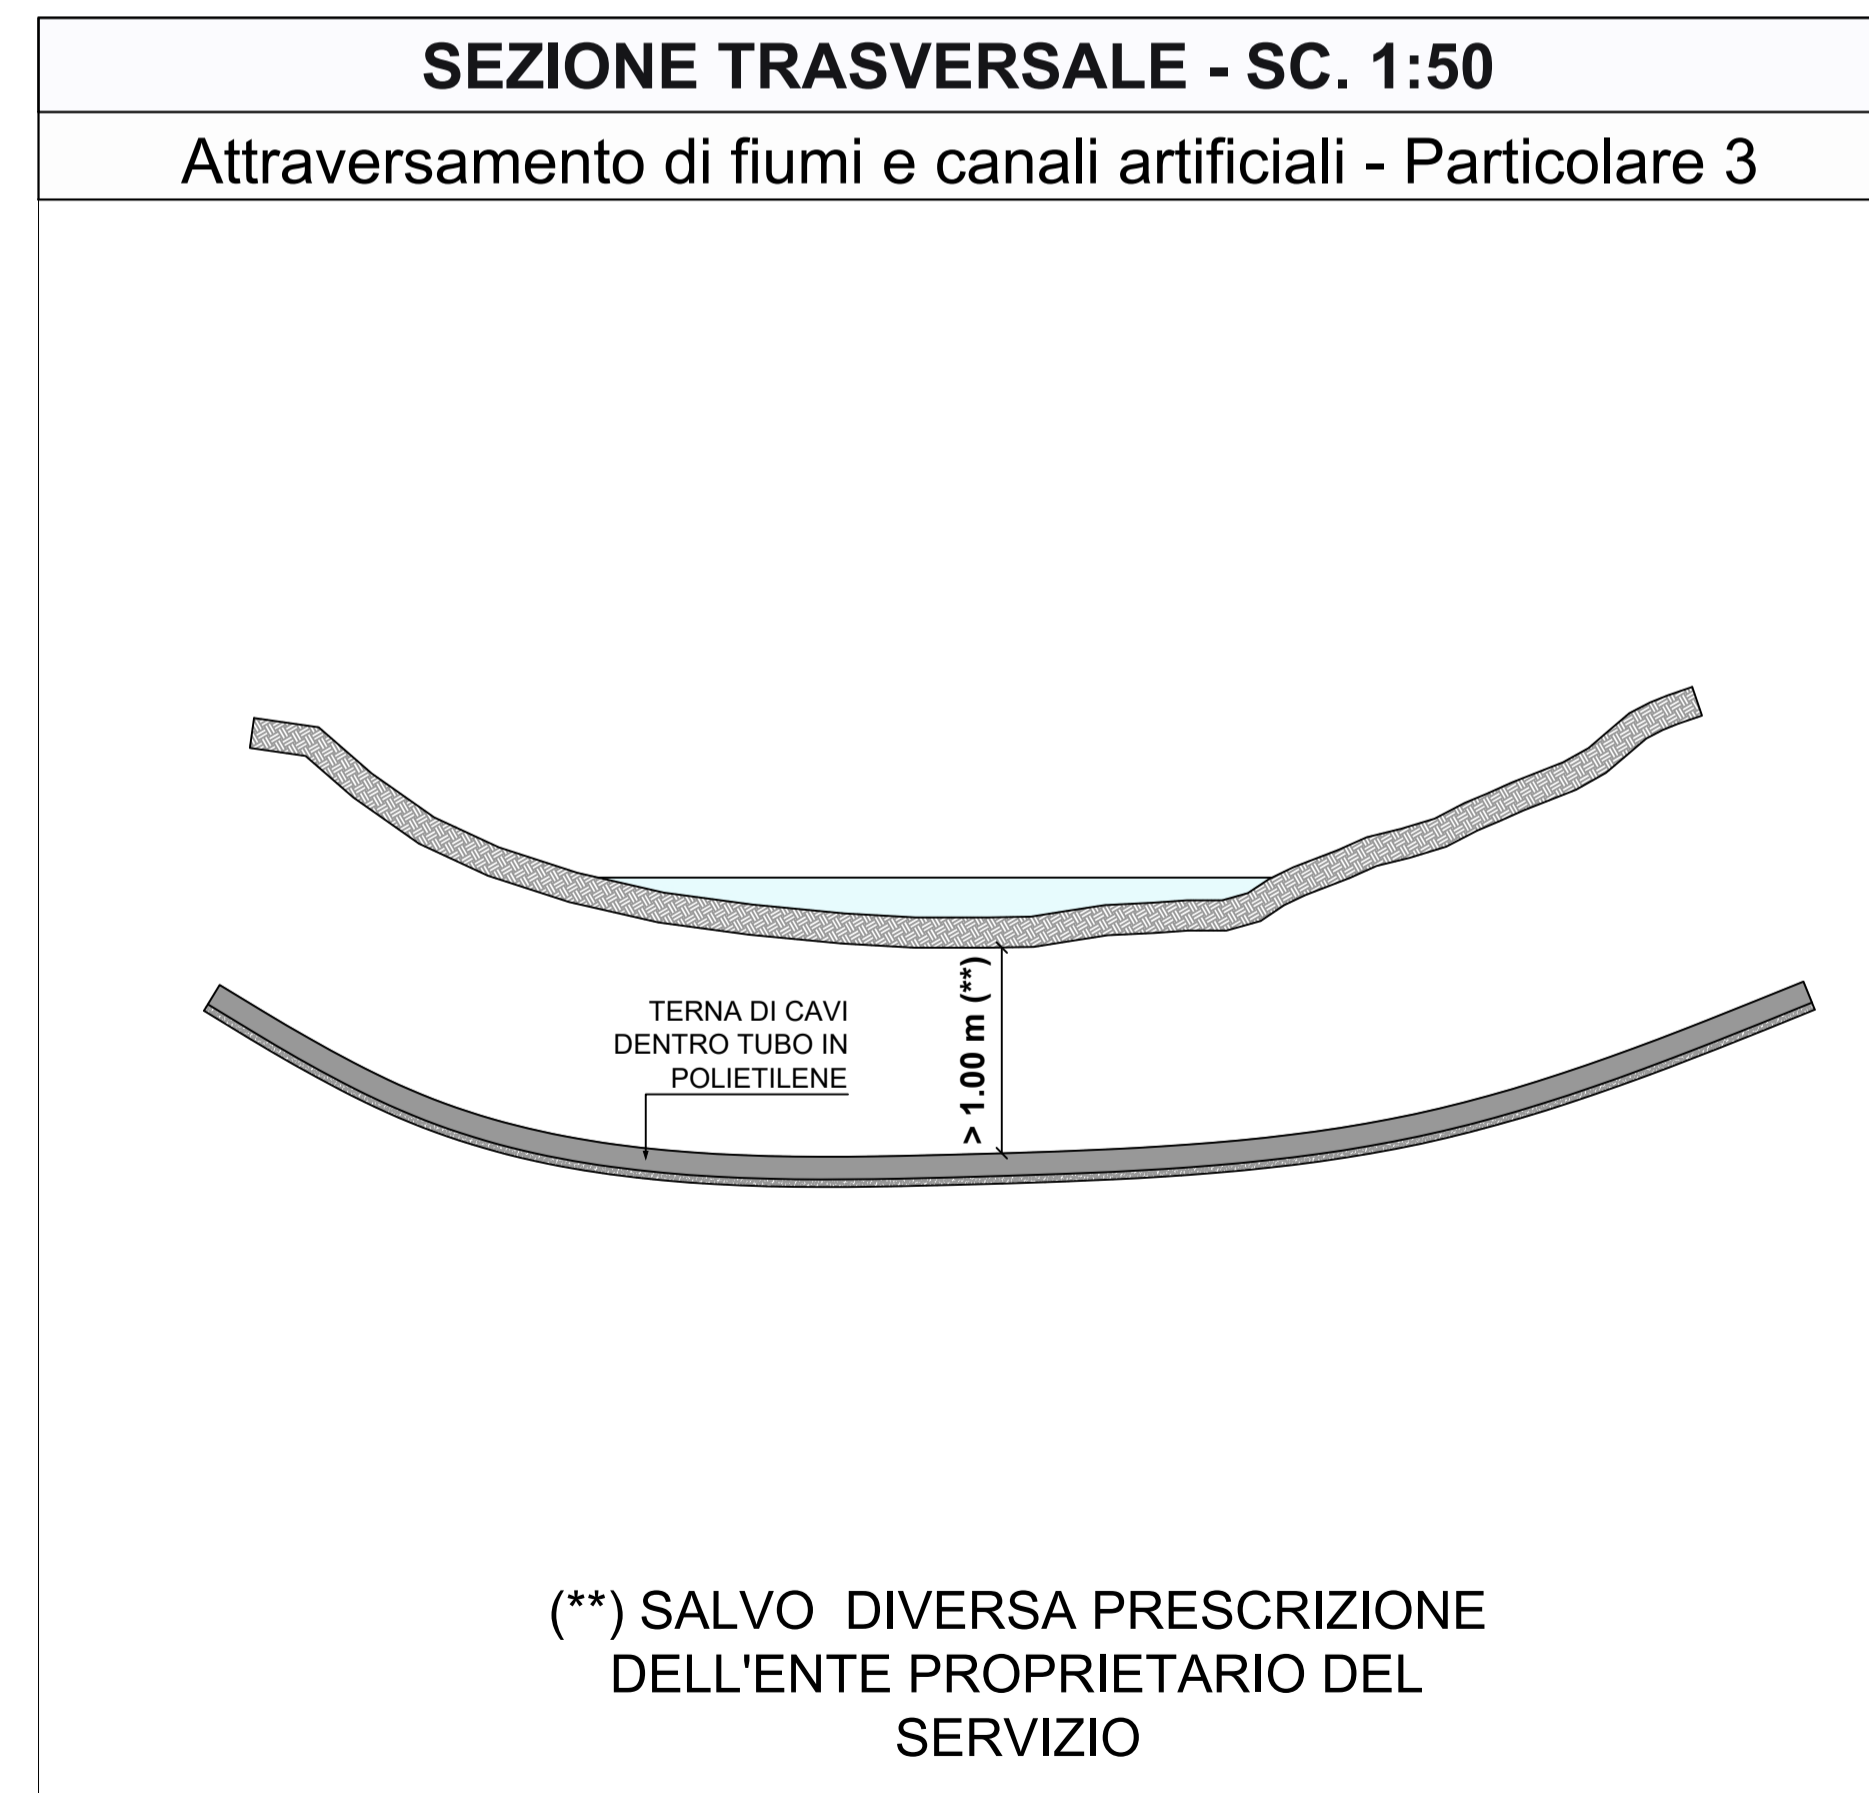 SEZIONE TRASVERSALE - SC. 1:50
Attraversamento di fiumi e canali artificiali - Particolare 3
TERNA DI CAVI
DENTRO TUBO IN
POLIETILENE
> 1.00 m (**)
(**) SALVO  DIVERSA PRESCRIZIONE
DELL'ENTE PROPRIETARIO DEL
SERVIZIO